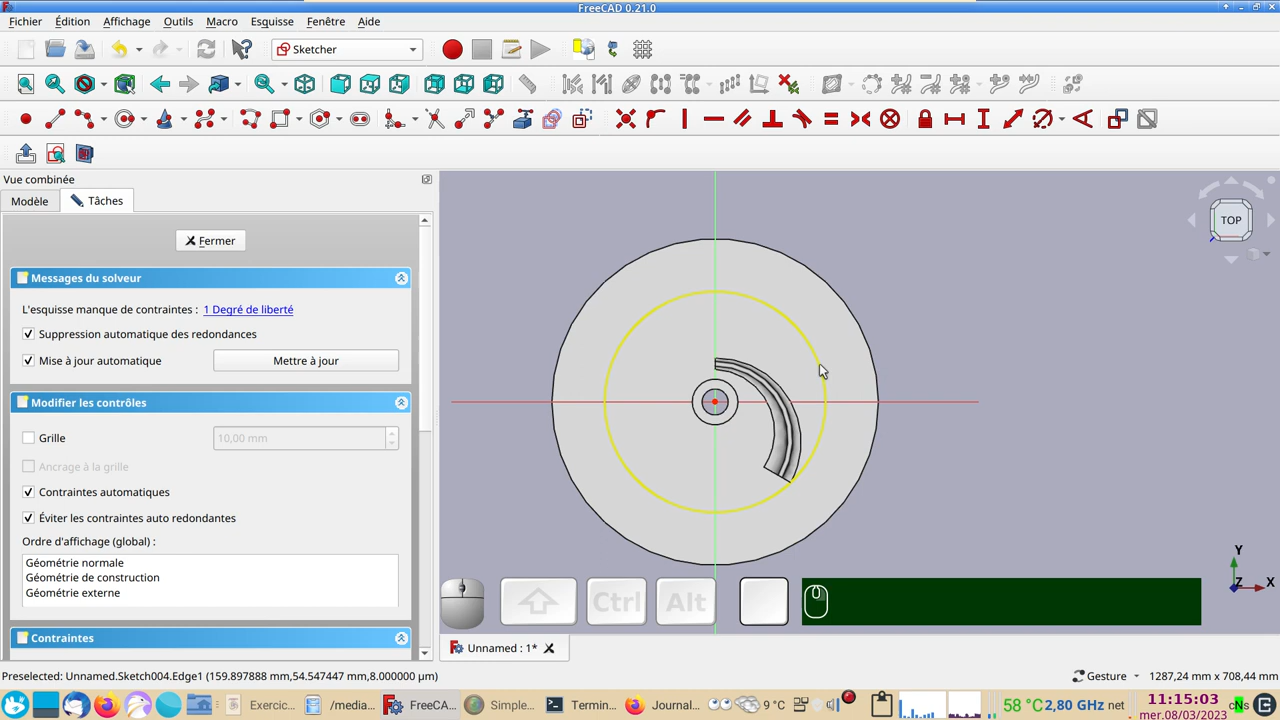 FreeCAD 0.21.0
Fichier Édition Affichage Outils Macro Esquisse Fenêtre Aide
Sketcher
Vue combinée
Modèle Tâches
Fermer
Messages du solveur
L'esquisse manque de contraintes : 1 Degré de liberté
Suppression automatique des redondances
Mise à jour automatique Mettre à jour
Modifier les contrôles
Grille 10,00 mm
Ancrage à la grille
Contraintes automatiques
Éviter les contraintes auto redondantes
Ordre d'affichage (global) :
Géométrie normale
Géométrie de construction
Géométrie externe
Contraintes
TOP
Y
Z X
Ctrl Alt
Unnamed : 1*
Preselected: Unnamed.Sketch004.Edge1 (159.897888 mm,54.547447 mm,8.000000 µm) Gesture 1287,24 mm x 708,44 mm
Exercic... /media... FreeCA... Simple... Termin... Journal... 9 °C 58 °C 2,80 GHz net 11:15:03
mer.08/03/2023